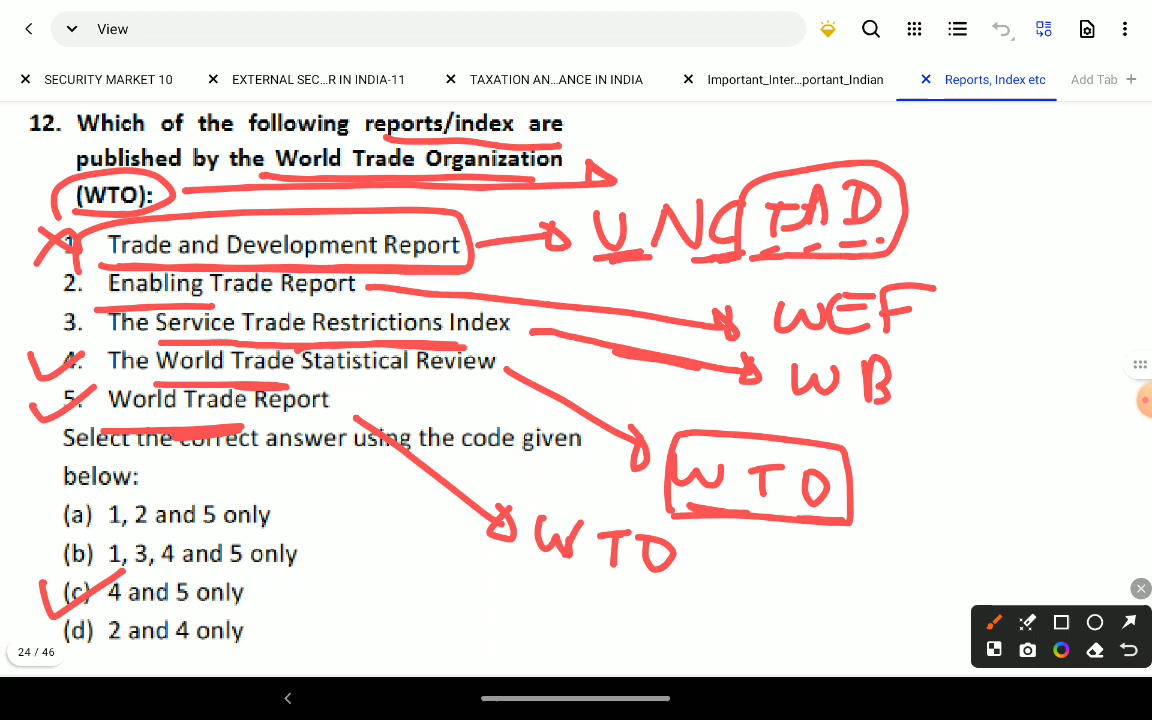 View
SECURITY MARKET 10 EXTERNAL SEC...R IN INDIA-11 TAXATION AN...ANCE IN INDIA Important_Inter...portant_Indian Reports, Index etc Add Tab +
12. Which of the following reports/index are
published by the World Trade Organization
(WTO):
1. Trade and Development Report UNCTAD
2. Enabling Trade Report WEF
3. The Service Trade Restrictions Index
4. The World Trade Statistical Review WB
5. World Trade Report
Select the correct answer using the code given
below: WTO
(a) 1, 2 and 5 only
(b) 1, 3, 4 and 5 only WTO
(c) 4 and 5 only
(d) 2 and 4 only
24 / 46